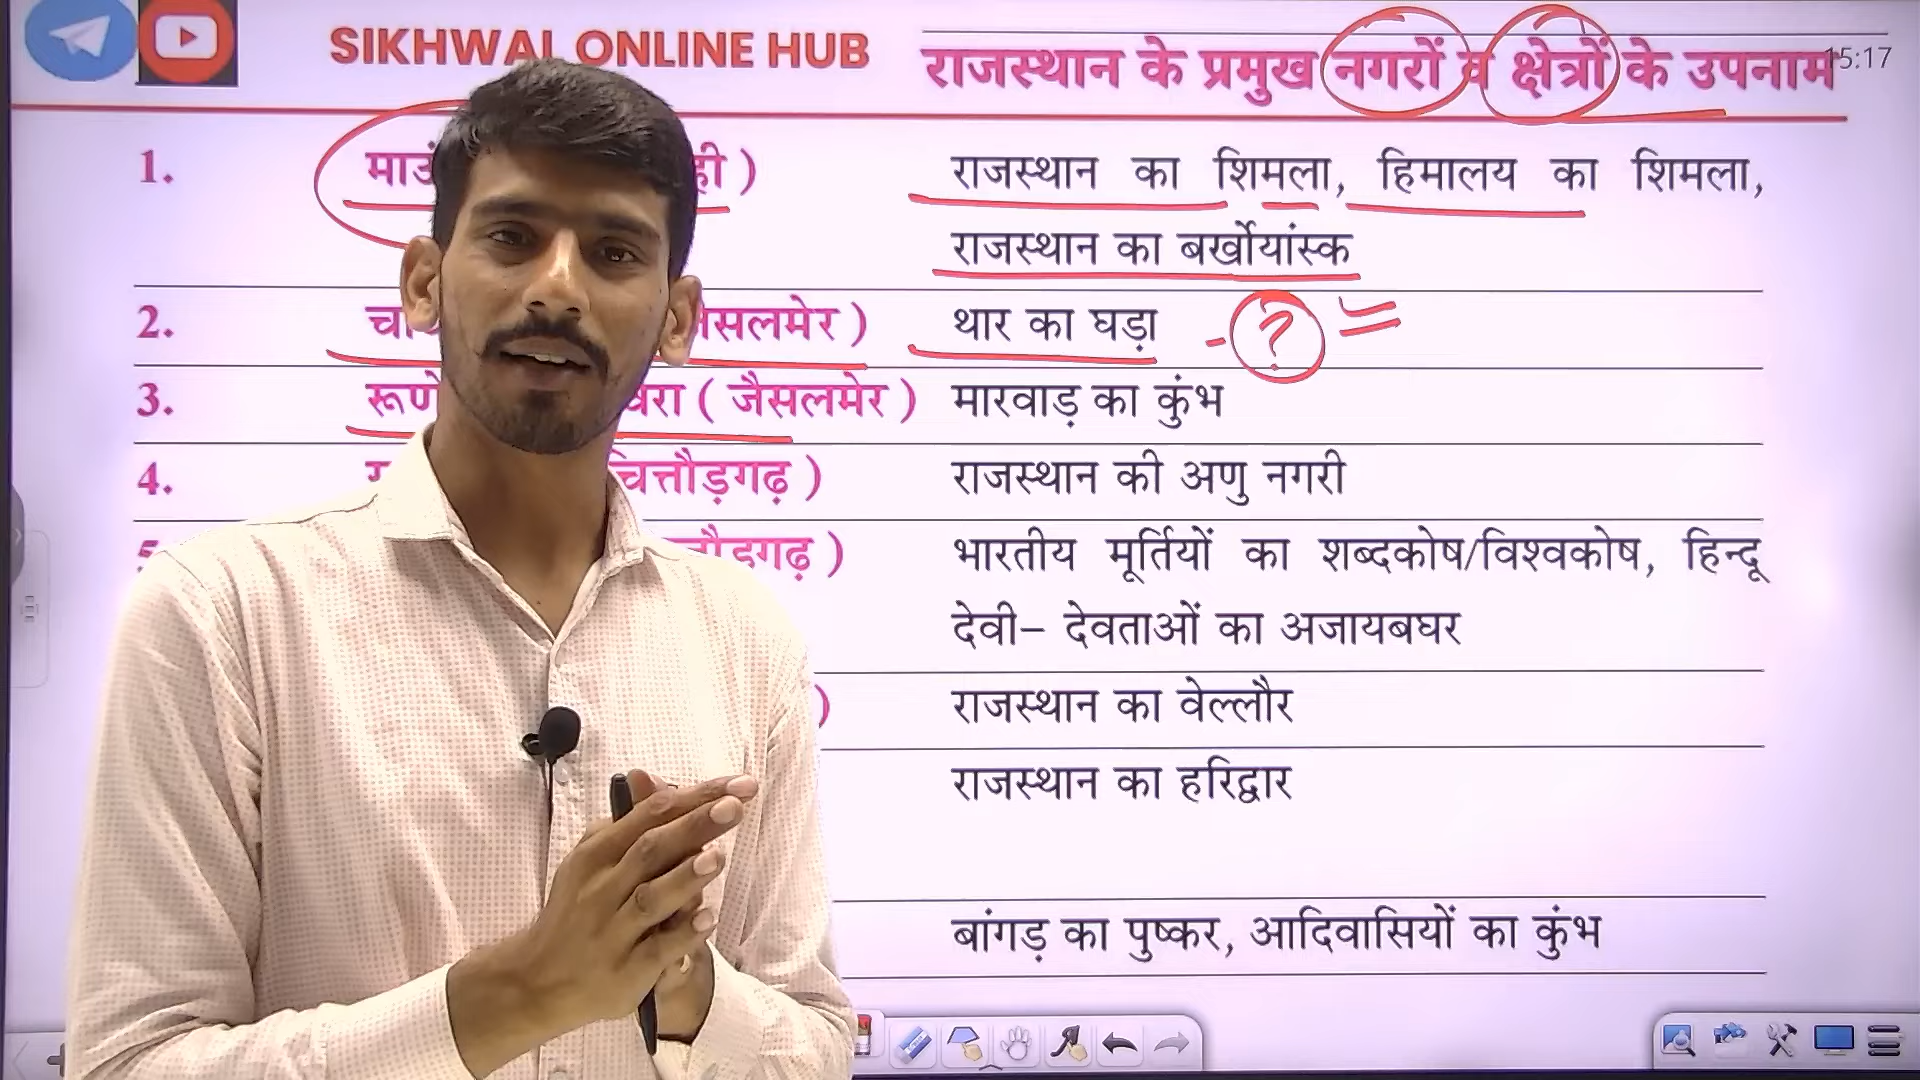 SIKHWAL ONLINE HUB
राजस्थान के प्रमुख नगरों व क्षेत्रों के उपनाम
15:17
1. राजस्थान का शिमला, हिमालय का शिमला,
राजस्थान का बर्खोयांस्क
2. जैसलमेर ) थार का घड़ा - ? =
3. ( जैसलमेर ) मारवाड़ का कुंभ
4. चित्तौड़गढ़ ) राजस्थान की अणु नगरी
5. भारतीय मूर्तियों का शब्दकोष/विश्वकोष, हिन्दू
देवी– देवताओं का अजायबघर
) राजस्थान का वेल्लौर
राजस्थान का हरिद्वार
बांगड़ का पुष्कर, आदिवासियों का कुंभ